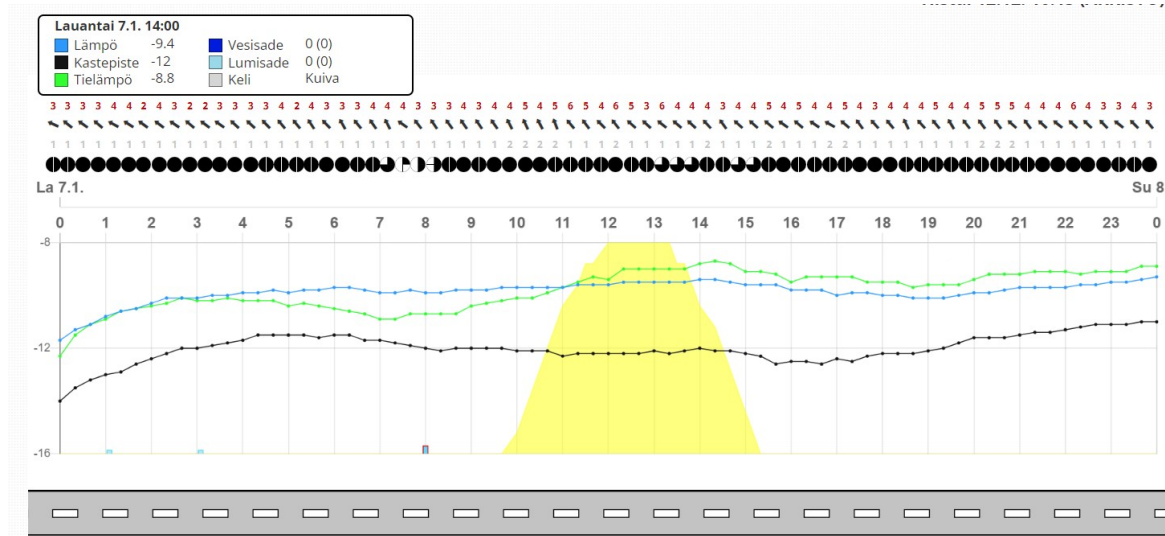 Lauantai 7.1. 14:00
Lämpö -9.4 Vesisade 0 (0)
Kastepiste -12 Lumisade 0 (0)
Tielämpö -8.8 Keli Kuiva
3 3 3 3 4 4 2 4 3 2 2 3 3 3 3 4 2 4 3 3 3 4 4 4 3 3 3 4 3 4 4 5 4 5 6 5 4 6 5 3 6 4 4 4 3 4 4 5 4 5 4 4 5 4 3 4 4 4 5 4 4 5 5 5 4 4 4 6 4 3 3 4 3
La 7.1. Su 8
0 1 2 3 4 5 6 7 8 9 10 11 12 13 14 15 16 17 18 19 20 21 22 23 0
-8
-12
-16